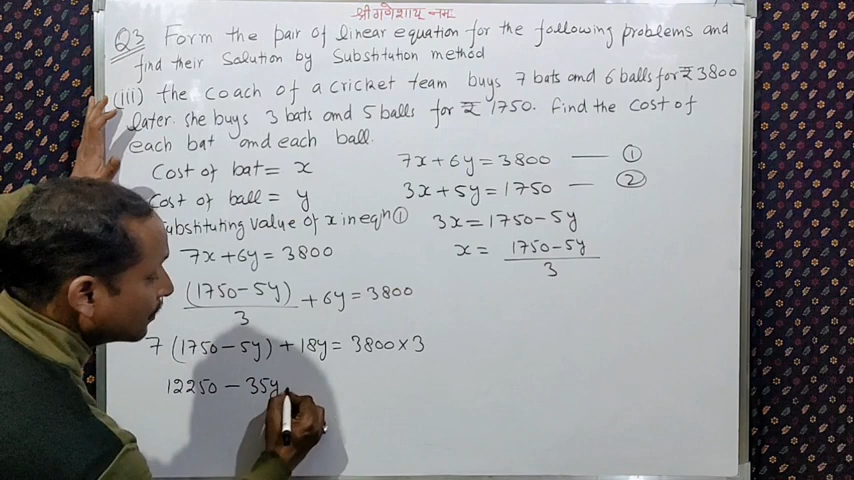 श्री गणेशाय नमः
Q3 Form the pair of linear equation for the following problems and
find their Solution by Substitution method
(iii) the coach of a cricket team buys 7 bats and 6 balls for ₹ 3800
later. she buys 3 bats and 5 balls for ₹ 1750. find the cost of
each bat and each ball.
Cost of bat = x
Cost of ball = y
7x+6y=3800 — ①
3x+5y=1750 — ②
substituting value of x in eqn ①
3x = 1750-5y
7x+6y=3800
x = 1750-5y / 3
(1750-5y) / 3 + 6y = 3800
7 (1750-5y) + 18y = 3800 × 3
12250 - 35y